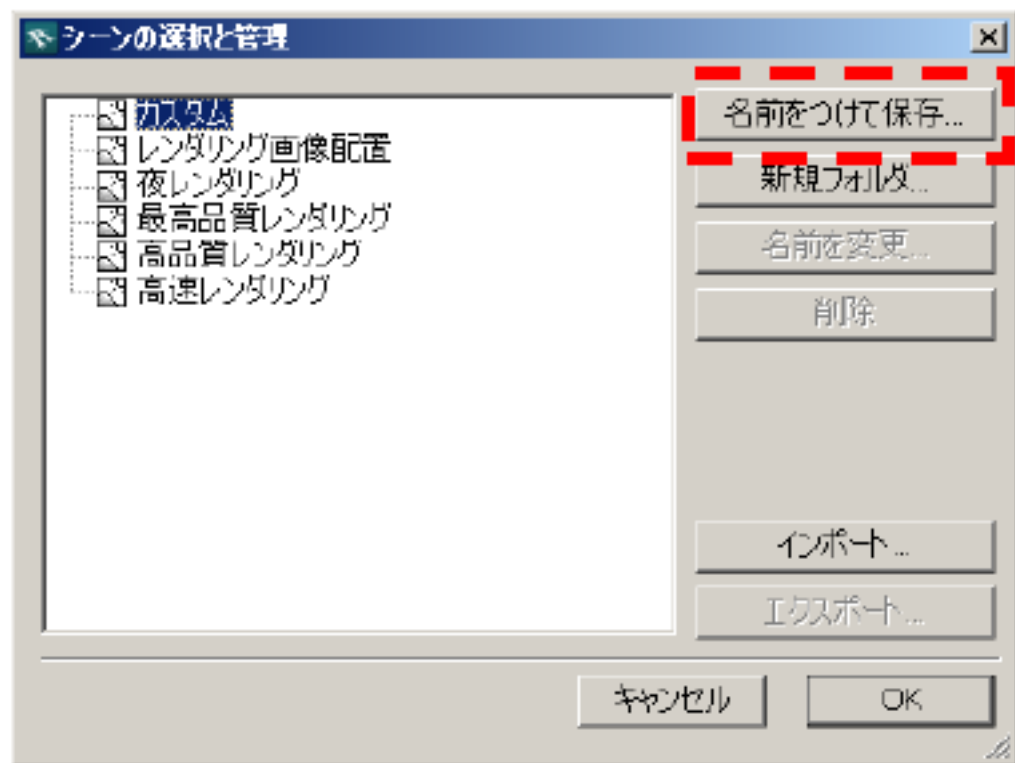 シーンの選択と管理
カスタム
レンダリング画像配置
夜レンダリング
最高品質レンダリング
高品質レンダリング
高速レンダリング
名前をつけて保存...
新規フォルダ...
名前を変更...
削除
インポート...
エクスポート...
キャンセル
OK